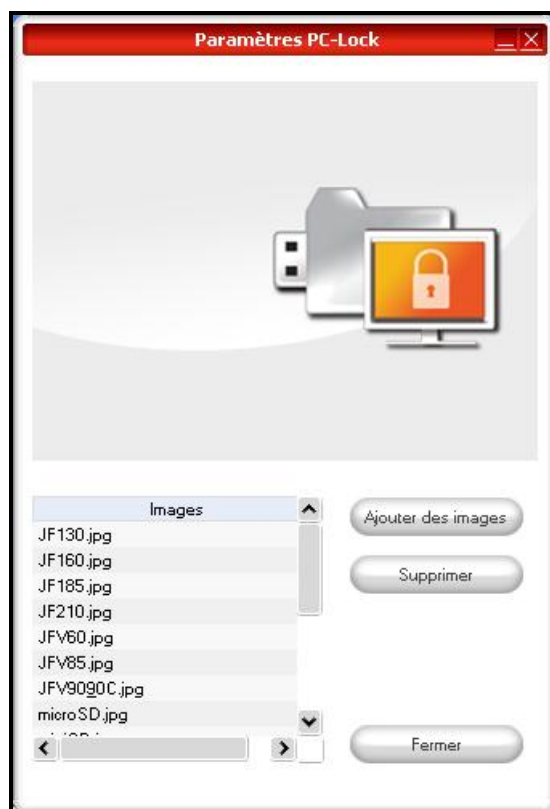 Paramètres PC-Lock
Images
Ajouter des images
JF130.jpg
JF160.jpg
JF185.jpg
Supprimer
JF210.jpg
JFV60.jpg
JFV85.jpg
JFV9090C.jpg
microSD.jpg
Fermer